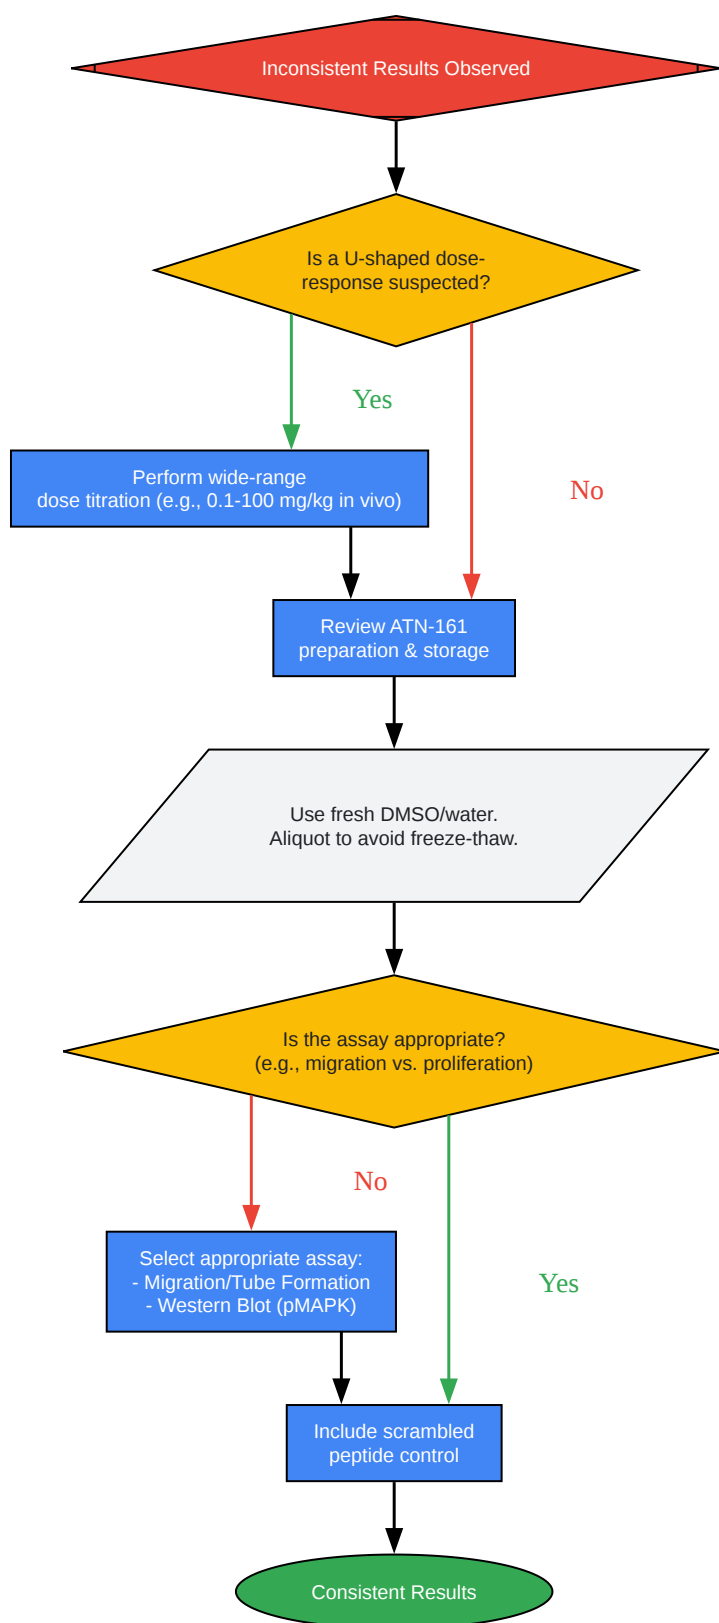 Inconsistent Results Observed
Is a U-shaped dose-
response suspected?
Yes
Perform wide-range
dose titration (e.g., 0.1-100 mg/kg in vivo)
No
Review ATN-161
preparation & storage
Use fresh DMSO/water.
Aliquot to avoid freeze-thaw.
Is the assay appropriate?
(e.g., migration vs. proliferation)
No
Select appropriate assay:
- Migration/Tube Formation
- Western Blot (pMAPK)
Yes
Include scrambled
peptide control
Consistent Results